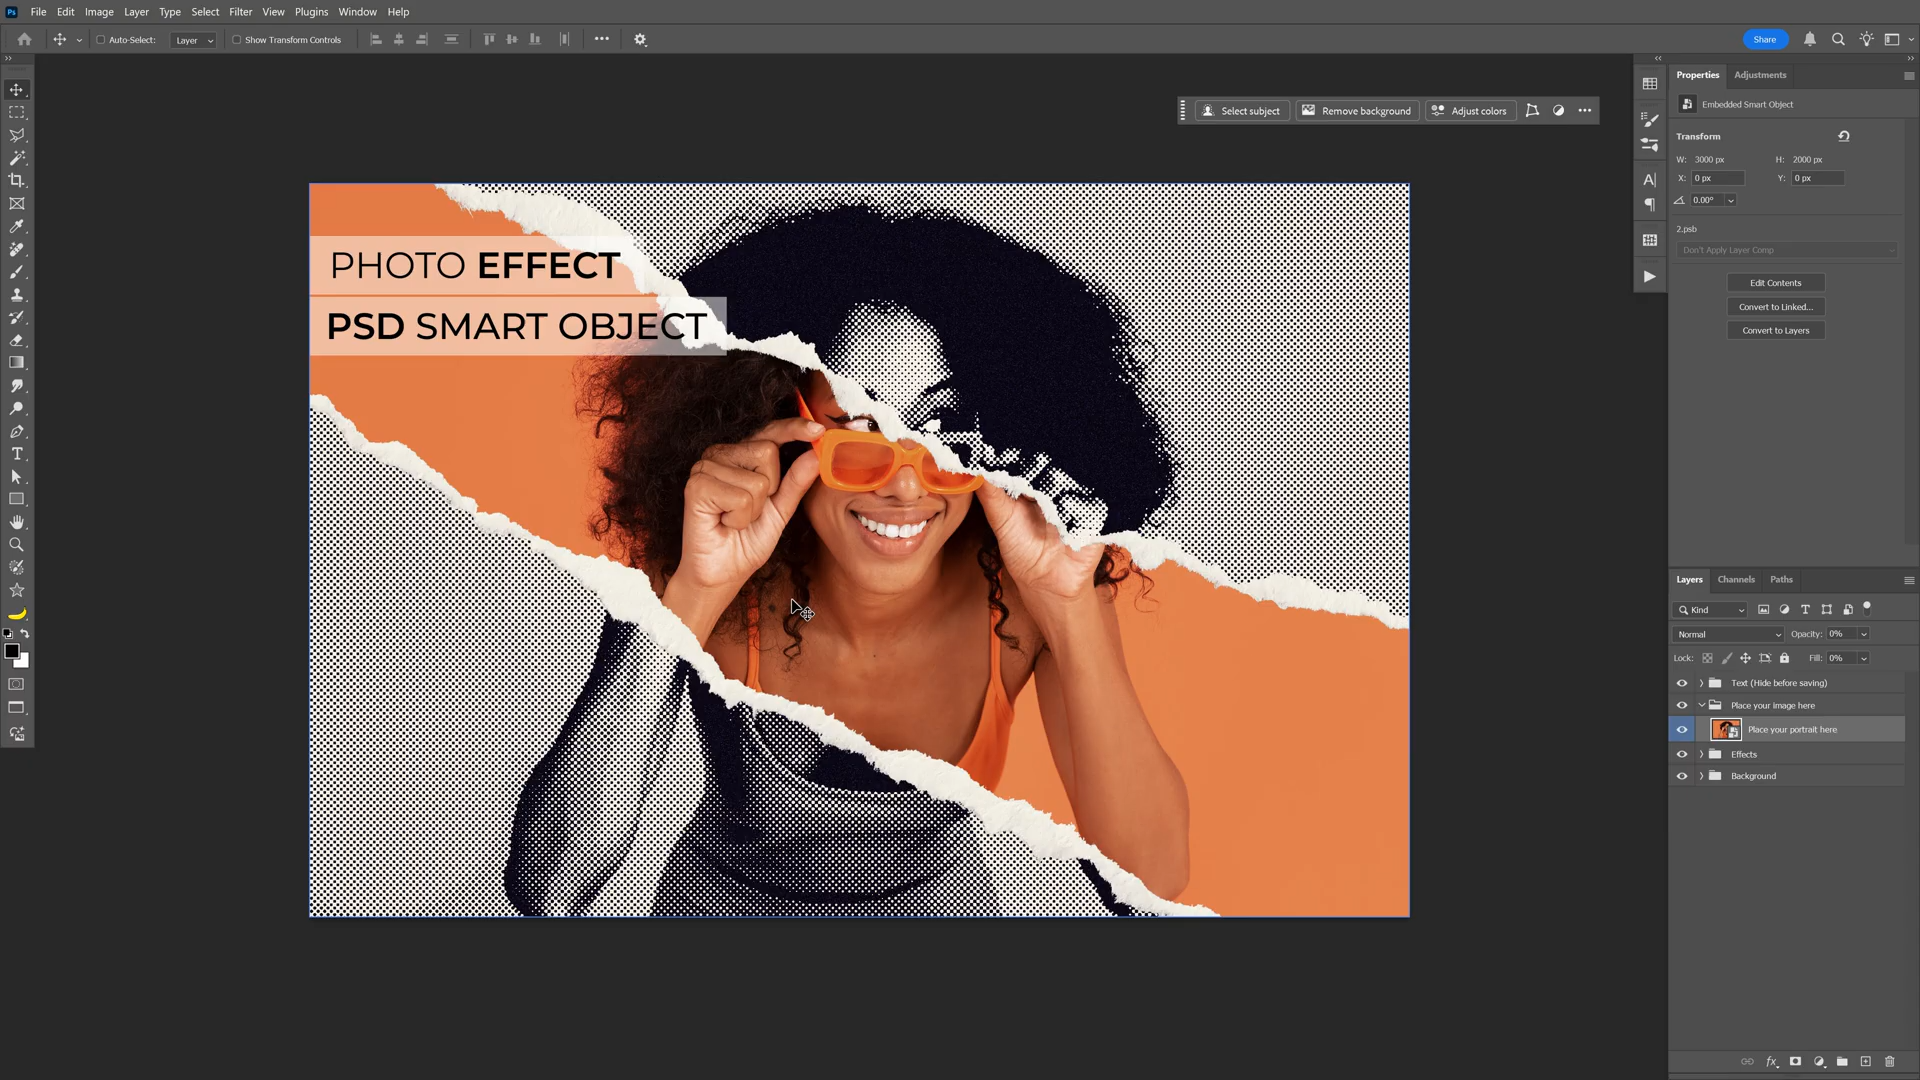 Ps File Edit Image Layer Type Select Filter View Plugins Window Help
Auto-Select: Layer Show Transform Controls Share
Properties Adjustments
Select subject Remove background Adjust colors
Embedded Smart Object
Transform
W: 3000 px H: 2000 px
X: 0 px Y: 0 px
0.00°
2.psb
Don't Apply Layer Comp
Edit Contents
Convert to Linked...
Convert to Layers
PHOTO EFFECT
PSD SMART OBJECT
Layers Channels Paths
Kind
Normal Opacity: 0%
Lock: Fill: 0%
Text (Hide before saving)
Place your image here
Place your portrait here
Effects
Background